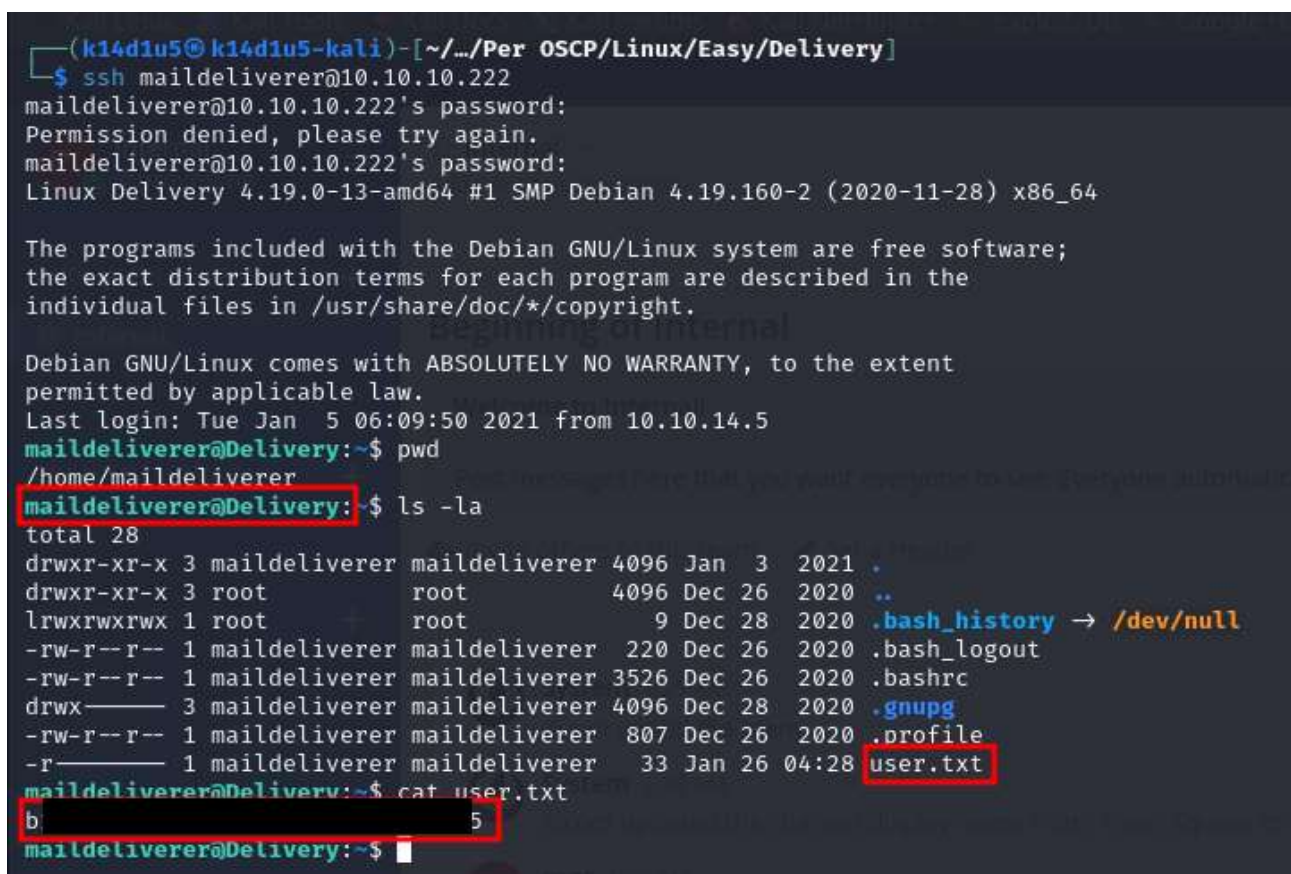 (k14d1u5㉿k14d1u5-kali)-[~/…/Per OSCP/Linux/Easy/Delivery]
$ ssh maildeliverer@10.10.10.222
maildeliverer@10.10.10.222's password:
Permission denied, please try again.
maildeliverer@10.10.10.222's password:
Linux Delivery 4.19.0-13-amd64 #1 SMP Debian 4.19.160-2 (2020-11-28) x86_64
The programs included with the Debian GNU/Linux system are free software;
the exact distribution terms for each program are described in the
individual files in /usr/share/doc/*/copyright.
Beginning of Internal
Debian GNU/Linux comes with ABSOLUTELY NO WARRANTY, to the extent
permitted by applicable law.
Last login: Tue Jan  5 06:09:50 2021 from 10.10.14.5
maildeliverer@Delivery:~$ pwd
/home/maildeliverer
maildeliverer@Delivery:~$ ls -la
total 28
drwxr-xr-x 3 maildeliverer maildeliverer 4096 Jan  3  2021 .
drwxr-xr-x 3 root          root          4096 Dec 26  2020 ..
lrwxrwxrwx 1 root          root             9 Dec 28  2020 .bash_history → /dev/null
-rw-r--r-- 1 maildeliverer maildeliverer  220 Dec 26  2020 .bash_logout
-rw-r--r-- 1 maildeliverer maildeliverer 3526 Dec 26  2020 .bashrc
drwx------ 3 maildeliverer maildeliverer 4096 Dec 28  2020 .gnupg
-rw-r--r-- 1 maildeliverer maildeliverer  807 Dec 26  2020 .profile
-r-------- 1 maildeliverer maildeliverer   33 Jan 26 04:28 user.txt
maildeliverer@Delivery:~$ cat user.txt
b 5
maildeliverer@Delivery:~$